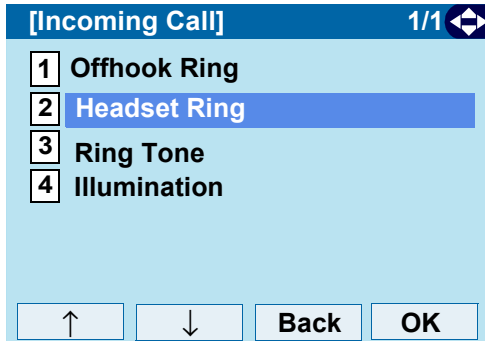 [Incoming Call] 1/1
1 Offhook Ring
2 Headset Ring
3 Ring Tone
4 Illumination
↑ ↓ Back OK